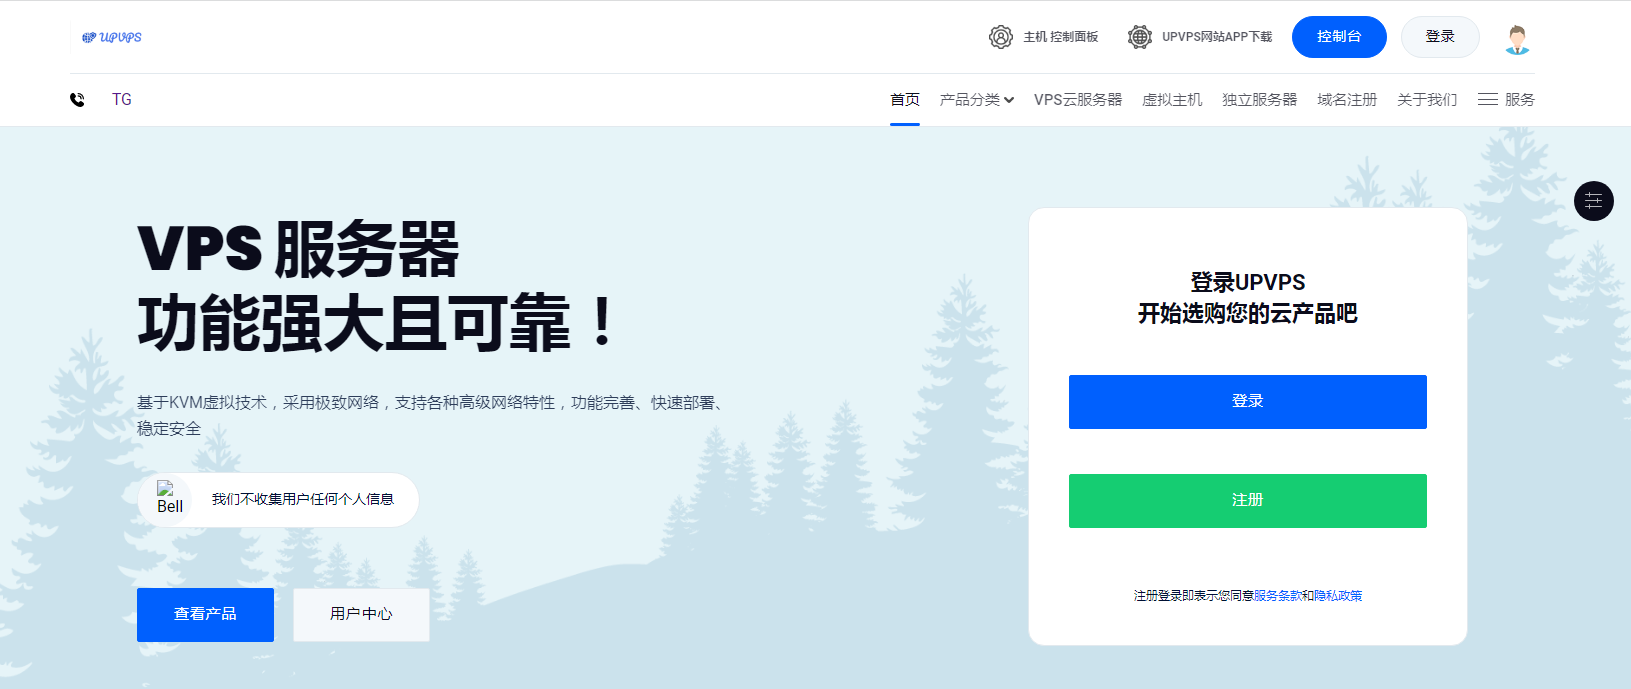 UPVPS
主机 控制面板
UPVPS网站APP下载
控制台
登录
TG
首页
产品分类
VPS云服务器
虚拟主机
独立服务器
域名注册
关于我们
服务
VPS 服务器
功能强大且可靠！
基于KVM虚拟技术，采用极致网络，支持各种高级网络特性，功能完善、快速部署、
稳定安全
Bell
我们不收集用户任何个人信息
查看产品
用户中心
登录UPVPS
开始选购您的云产品吧
登录
注册
注册登录即表示您同意服务条款和隐私政策